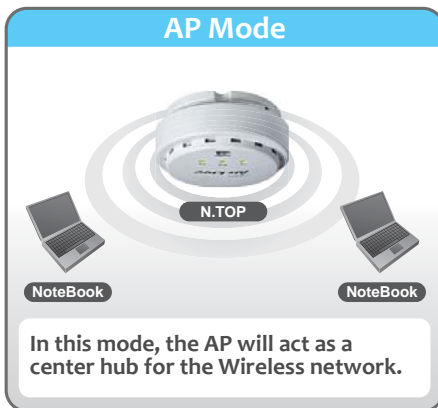 AP Mode
N.TOP
NoteBook
NoteBook
In this mode, the AP will act as a
center hub for the Wireless network.